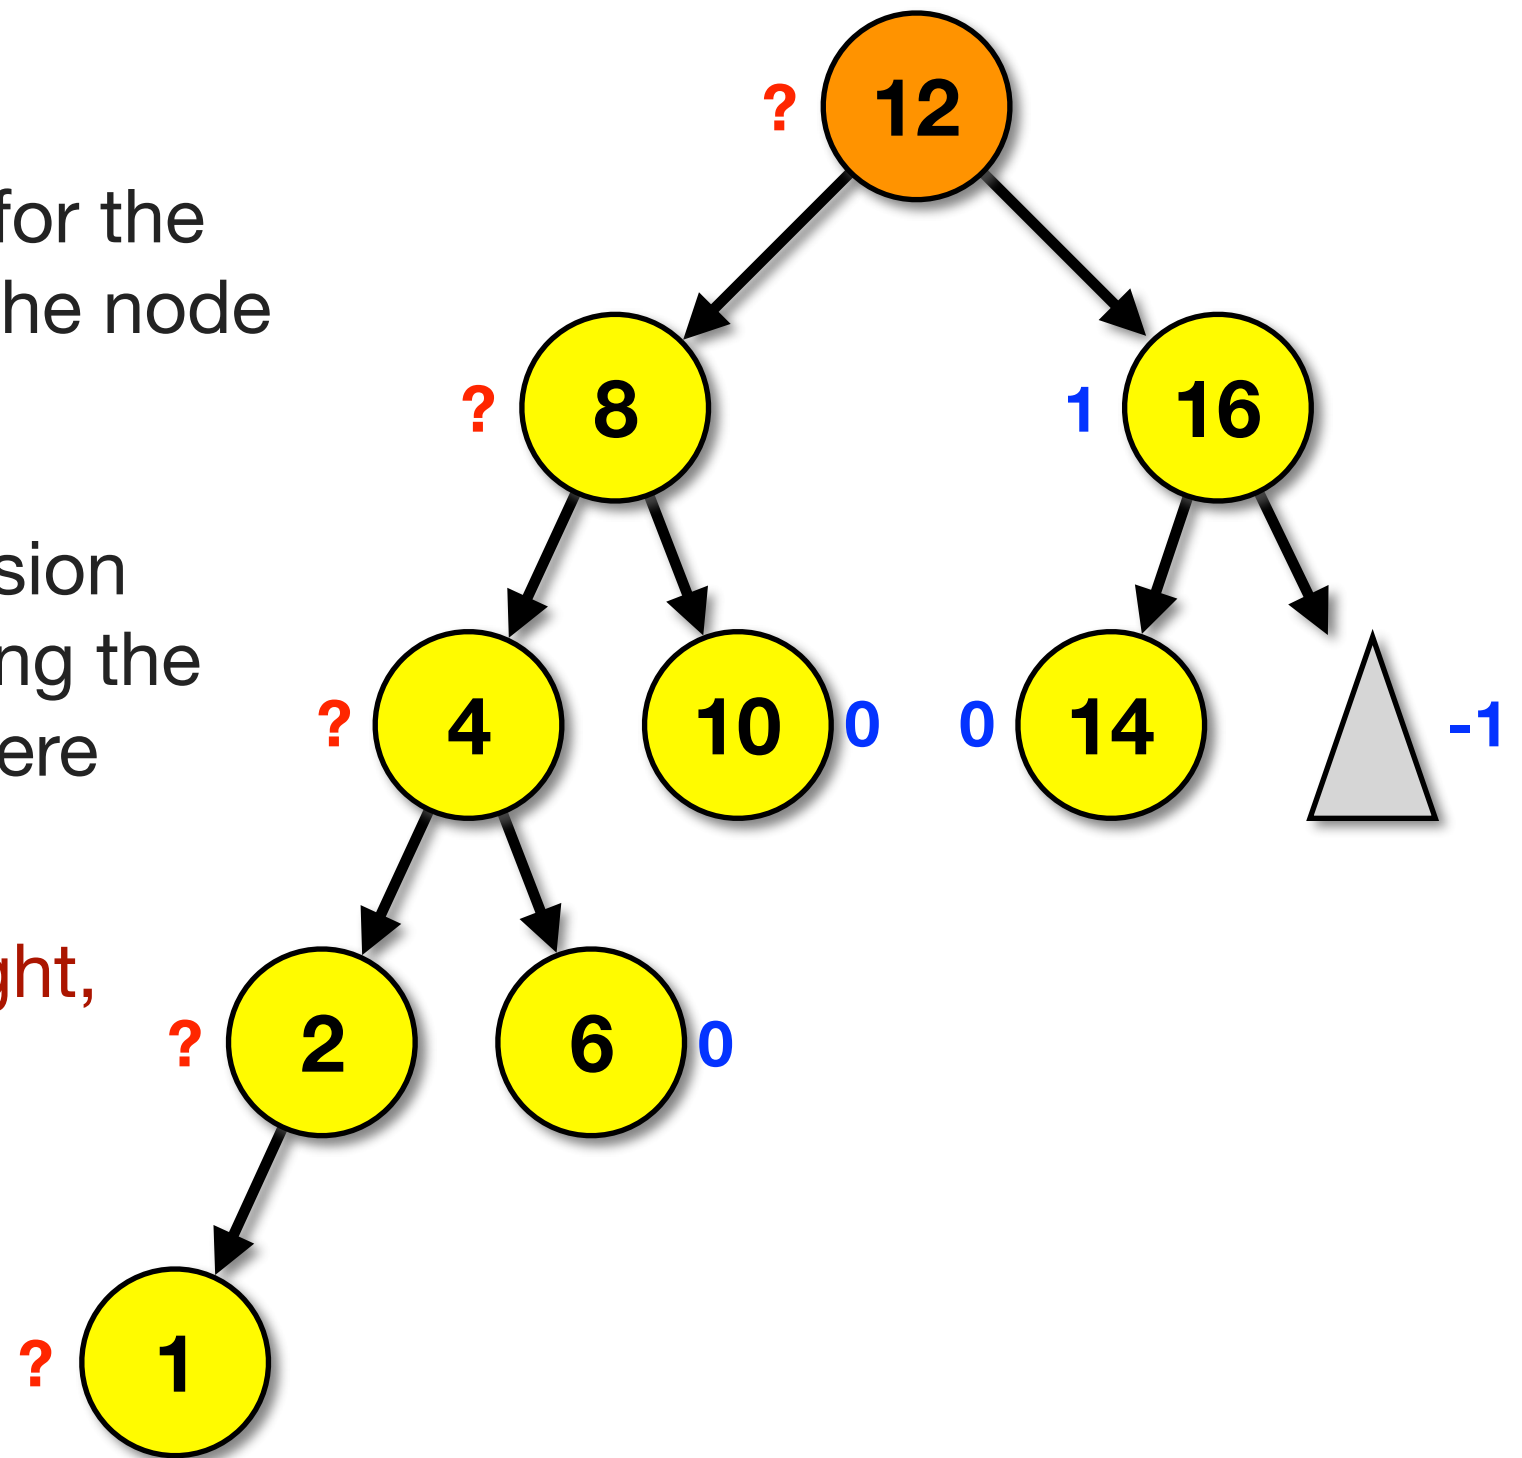 ? 12
for the
he node
? 8 1 16
sion
ng the
ere
? 4 10 0 0 14 -1
ght,
? 2 6 0
? 1